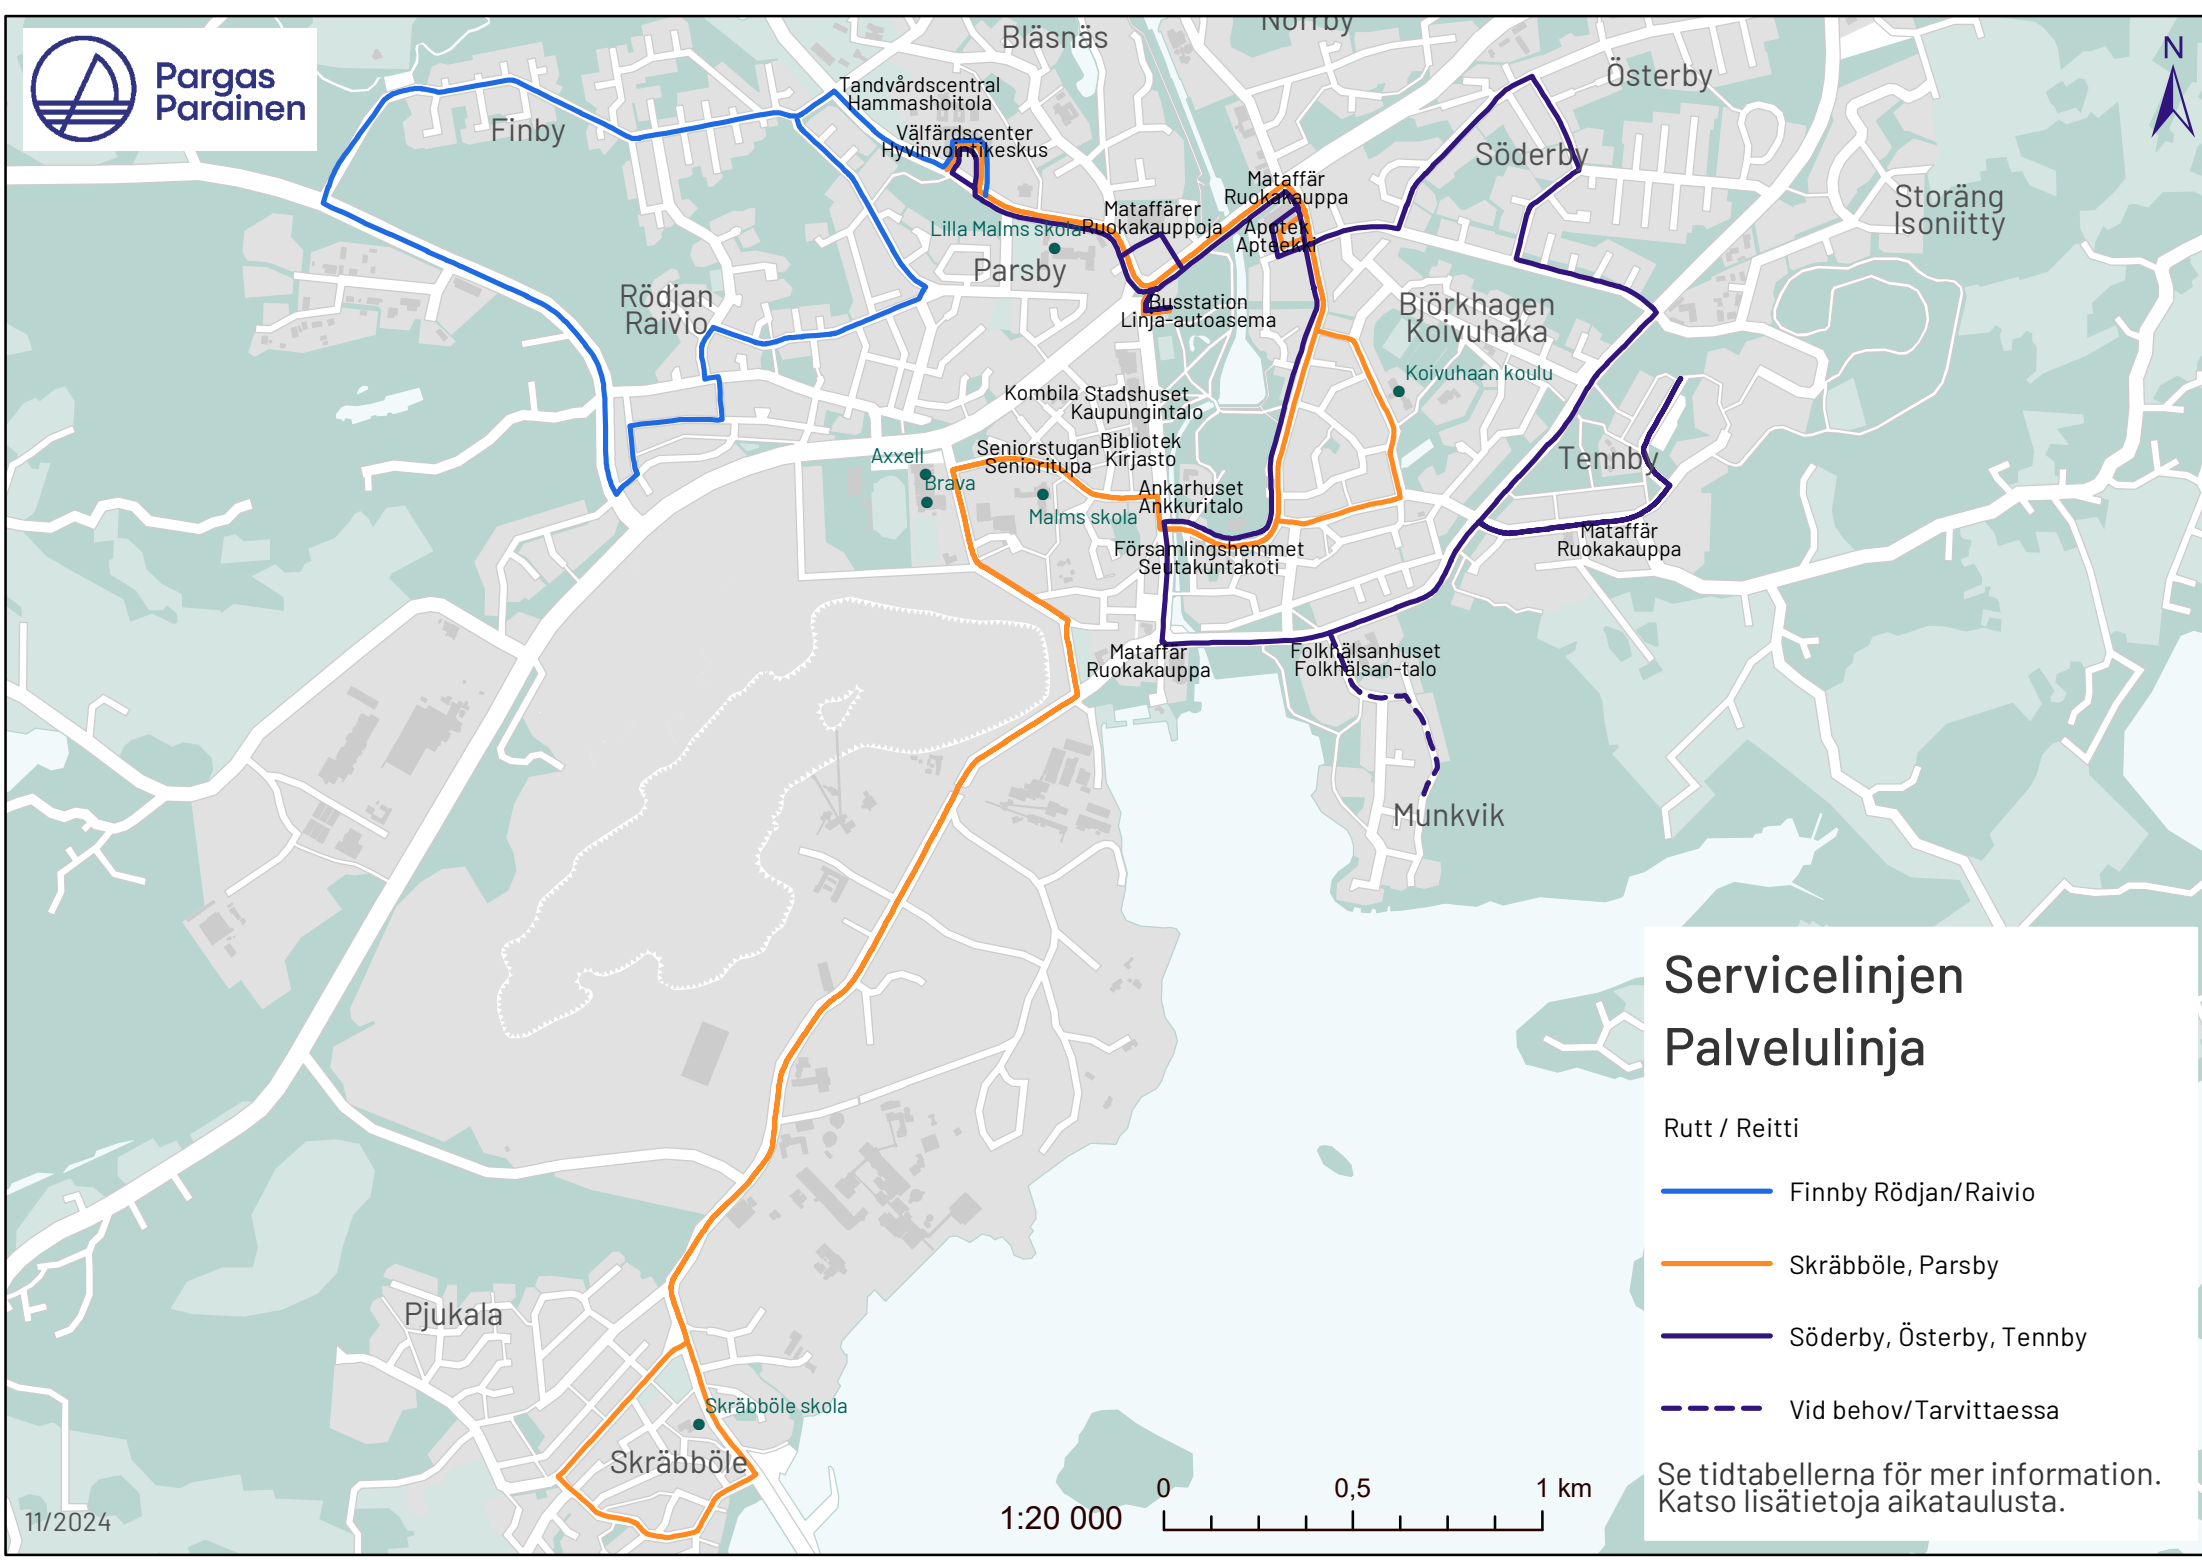 Pargas
Parainen
Bläsnäs
Norrby
Österby
N
Finby
Tandvårdscentral
Hammashoitola
Välfärdscenter
Hyvinvointikeskus
Söderby
Storäng
Isoniitty
Mataffär
Ruokakauppa
Mataffärer
Ruokakauppoja
Apotek
Apteekki
Lilla Malms skola
Parsby
Rödjan
Raivio
Busstation
Linja-autoasema
Björkhagen
Koivuhaka
Koivuhaan koulu
Kombila
Stadshuset
Kaupungintalo
Bibliotek
Kirjasto
Seniorstugan
Senioritupa
Axxell
Brava
Malms skola
Ankarhuset
Ankkuritalo
Tennby
Mataffär
Ruokakauppa
Församlingshemmet
Seutakuntakoti
Mataffär
Ruokakauppa
Folkhälsanhuset
Folkhälsan-talo
Munkvik
Pjukala
Skräbböle skola
Skräbböle
Servicelinjen
Palvelulinja
Rutt / Reitti
Finnby Rödjan/Raivio
Skräbböle, Parsby
Söderby, Österby, Tennby
Vid behov/Tarvittaessa
Se tidtabellerna för mer information.
Katso lisätietoja aikataulusta.
11/2024
1:20 000
0 0,5 1 km